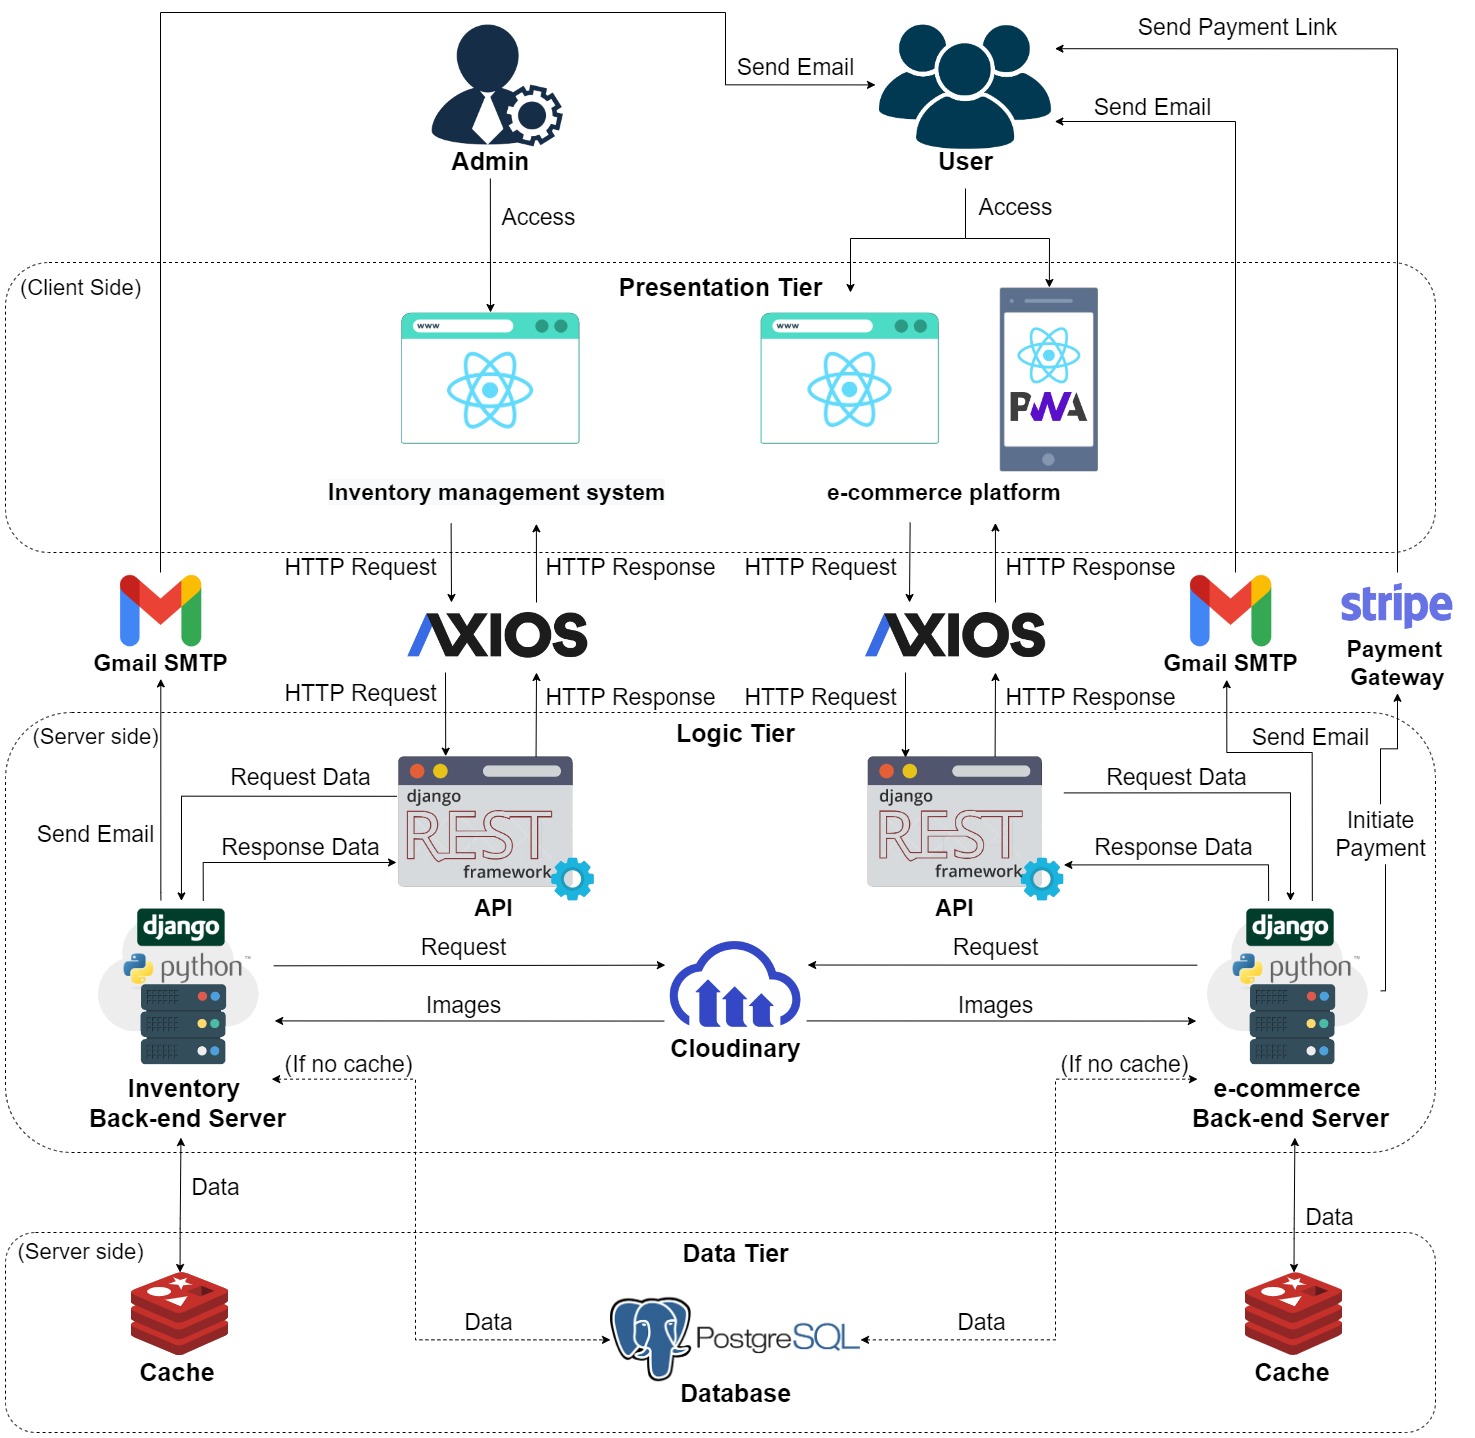 Send Payment Link
Send Email
Send Email
Admin
User
Access
Access
(Client Side)
Presentation Tier
www
www
PWA
Inventory management system
e-commerce platform
HTTP Request
HTTP Response
HTTP Request
HTTP Response
AXIOS
AXIOS
stripe
Gmail SMTP
Gmail SMTP
Payment
Gateway
HTTP Request
HTTP Response
HTTP Request
HTTP Response
(Server side)
Logic Tier
Send Email
Request Data
Request Data
django
REST
framework
django
REST
framework
Send Email
Initiate
Payment
Response Data
Response Data
API
API
django
python™
django
python™
Request
Request
Images
Images
Cloudinary
(If no cache)
(If no cache)
Inventory
Back-end Server
e-commerce
Back-end Server
Data
Data
(Server side)
Data Tier
Data
PostgreSQL
Data
Cache
Database
Cache